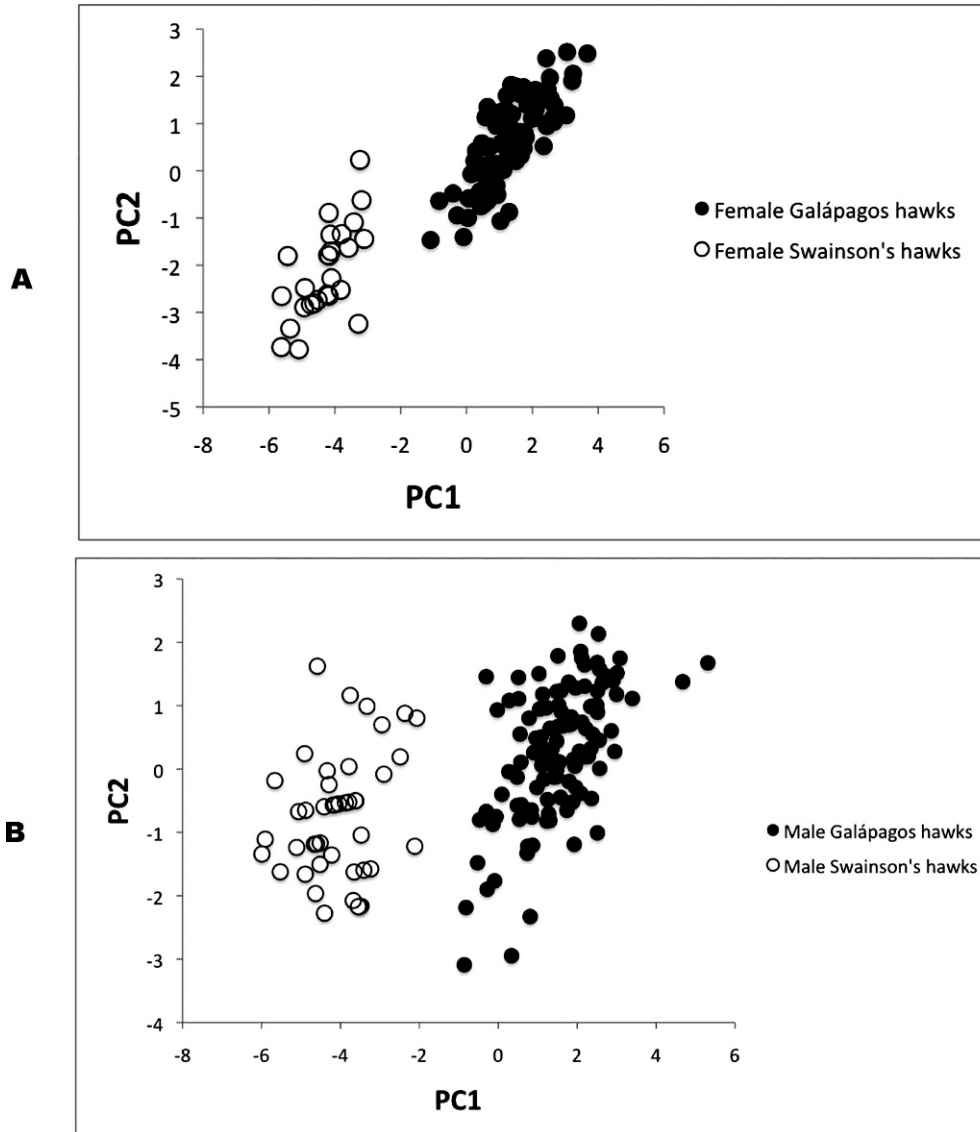 3
2
1
0
-1
-2
-3
-4
-5
PC2
-8 -6 -4 -2 0 2 4 6
PC1
Female Galápagos hawks
Female Swainson's hawks
A
3
2
1
0
-1
-2
-3
-4
PC2
-8 -6 -4 -2 0 2 4 6
PC1
Male Galápagos hawks
Male Swainson's hawks
B